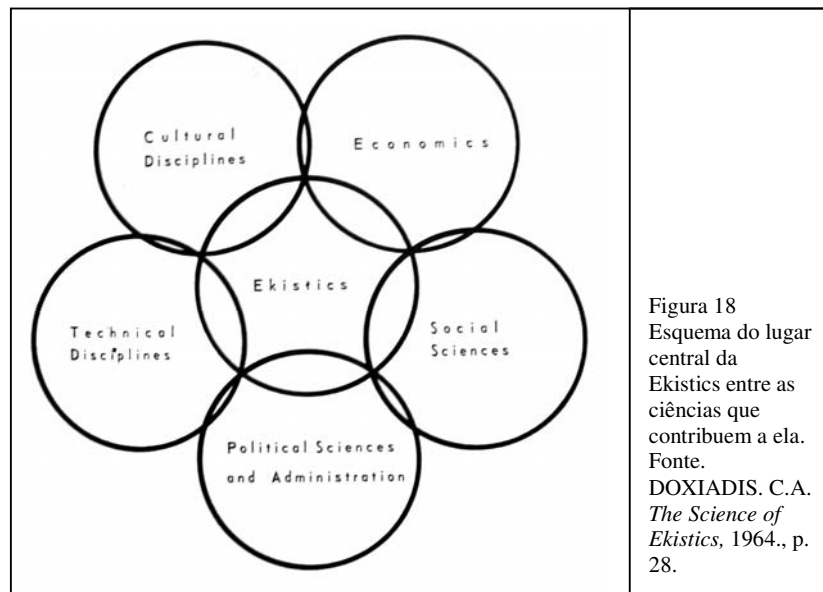 Cultural
Disciplines
Economics
Ekistics
Technical
Disciplines
Social
Sciences
Political Sciences
and Administration
Figura 18
Esquema do lugar
central da
Ekistics entre as
ciências que
contribuem a ela.
Fonte.
DOXIADIS. C.A.
The Science of
Ekistics, 1964., p.
28.